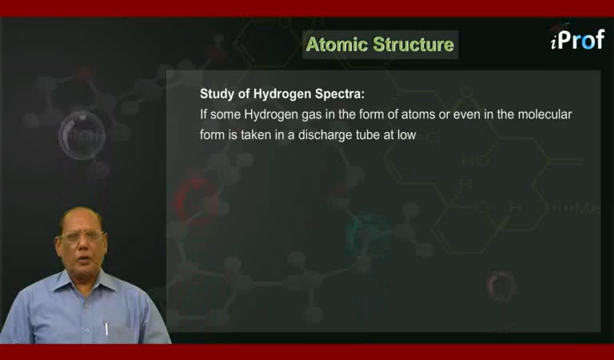 Atomic Structure
iProf
Study of Hydrogen Spectra:
If some Hydrogen gas in the form of atoms or even in the molecular
form is taken in a discharge tube at low